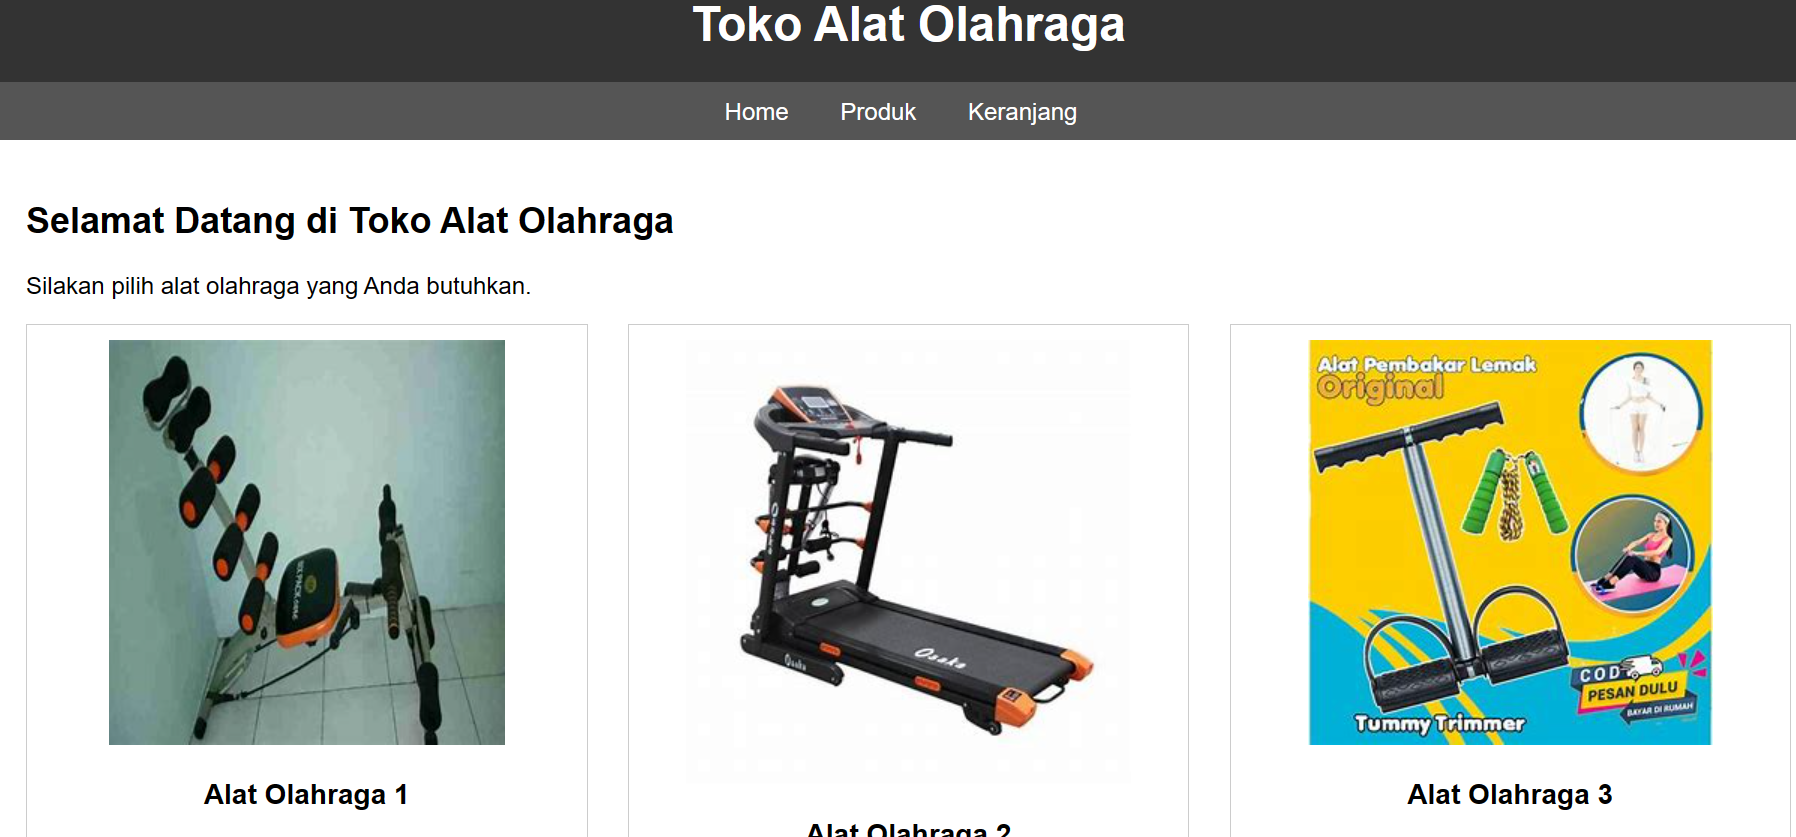 Toko Alat Olahraga
Home Produk Keranjang
Selamat Datang di Toko Alat Olahraga
Silakan pilih alat olahraga yang Anda butuhkan.
SIX PACK
Osaka
Osaka
Alat Pembakar Lemak
Original
COD
PESAN DULU
BAYAR DI RUMAH
Tummy Trimmer
Alat Olahraga 1
Alat Olahraga 2
Alat Olahraga 3